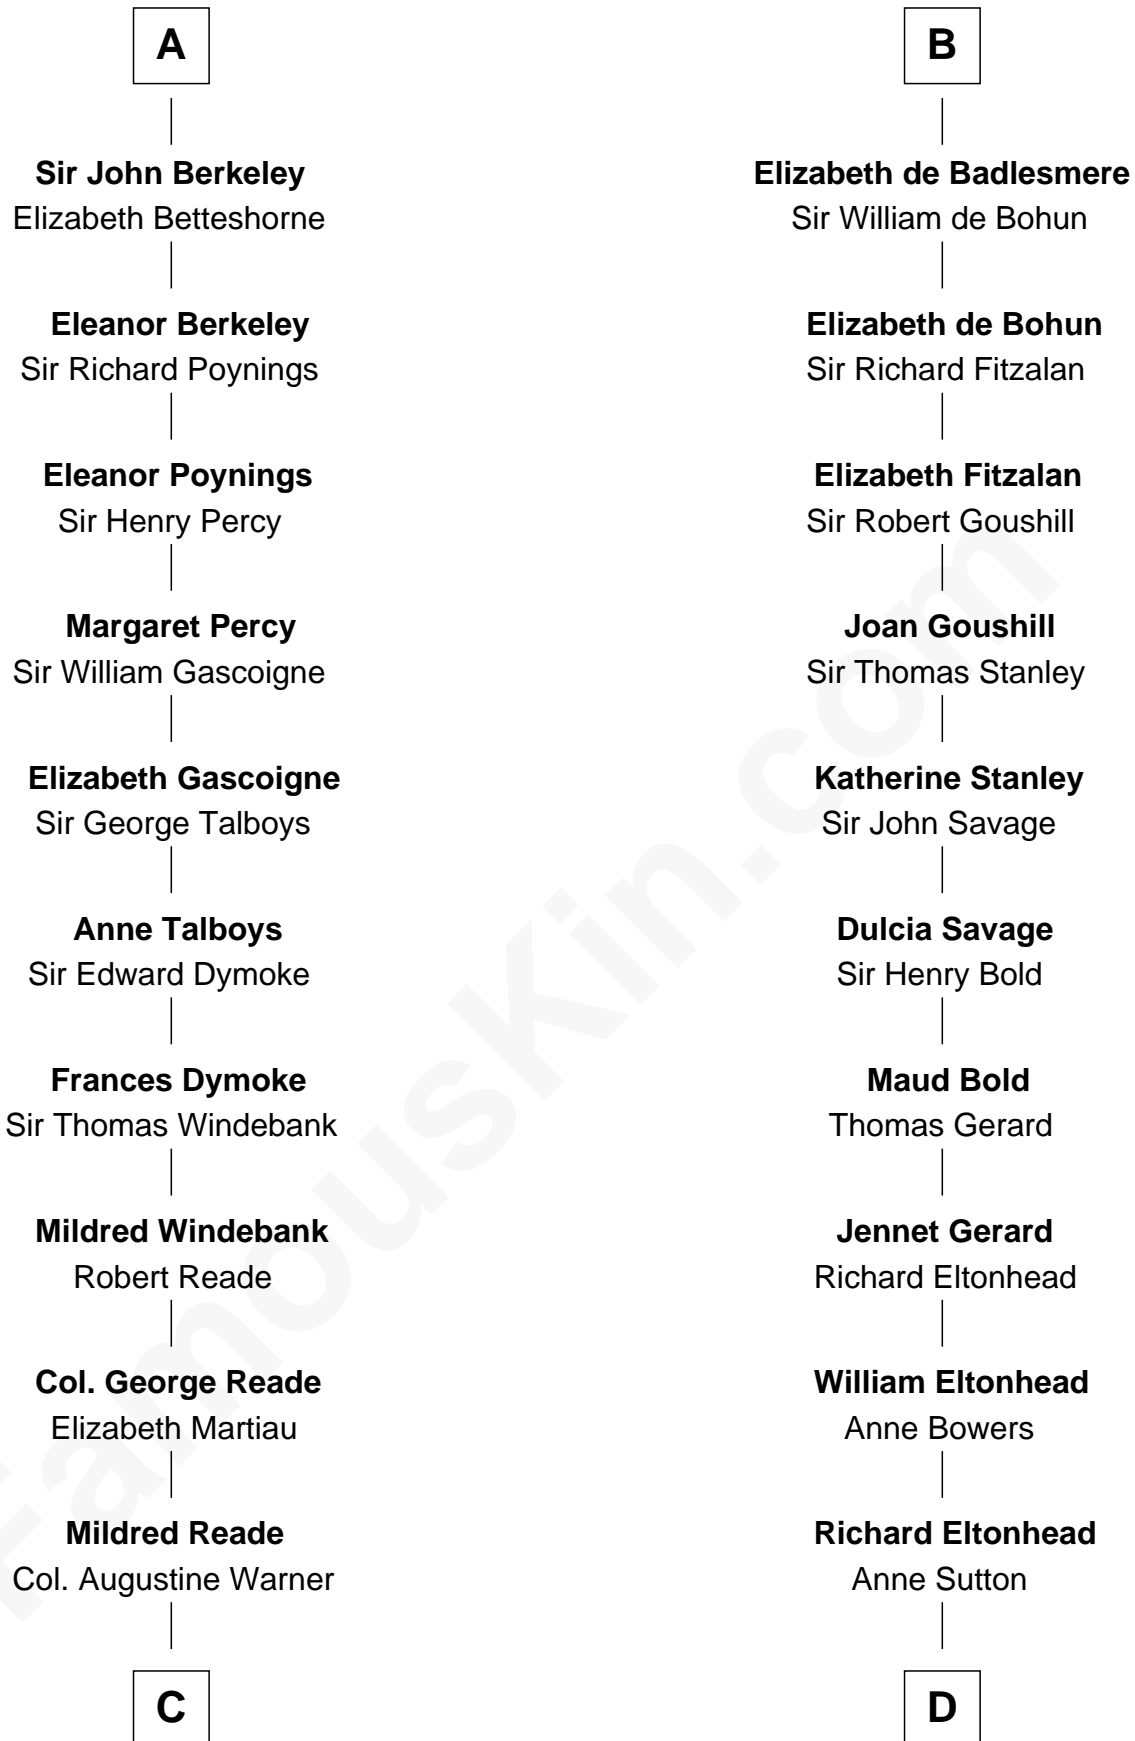 A
Sir John Berkeley
Elizabeth Betteshorne
Eleanor Berkeley
Sir Richard Poynings
Eleanor Poynings
Sir Henry Percy
Margaret Percy
Sir William Gascoigne
Elizabeth Gascoigne
Sir George Talboys
Anne Talboys
Sir Edward Dymoke
Frances Dymoke
Sir Thomas Windebank
Mildred Windebank
Robert Reade
Col. George Reade
Elizabeth Martiau
Mildred Reade
Col. Augustine Warner
C
B
Elizabeth de Badlesmere
Sir William de Bohun
Elizabeth de Bohun
Sir Richard Fitzalan
Elizabeth Fitzalan
Sir Robert Goushill
Joan Goushill
Sir Thomas Stanley
Katherine Stanley
Sir John Savage
Dulcia Savage
Sir Henry Bold
Maud Bold
Thomas Gerard
Jennet Gerard
Richard Eltonhead
William Eltonhead
Anne Bowers
Richard Eltonhead
Anne Sutton
D
FamousKin.com